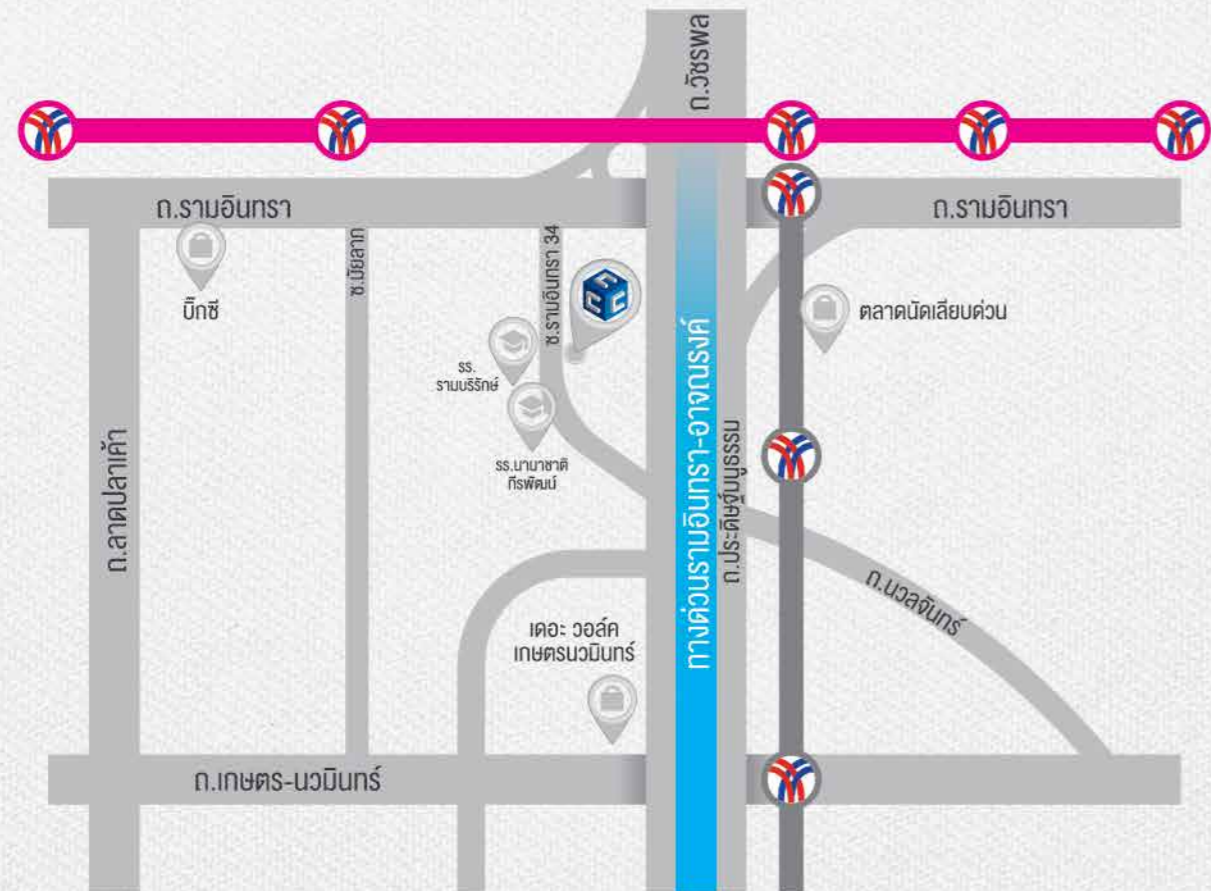 ถ.วัชรพล
ถ.รามอินทรา
ถ.รามอินทรา
บิ๊กซี
ซ.มัยลาภ
ซ.รามอินทรา 34
ตลาดนัดเลียบด่วน
รร.
รามบริรักษ์
รร.นานาชาติ
กีรพัฒน์
ถ.ลาดปลาเค้า
ทางด่วนรามอินทรา-อาจณรงค์
ถ.ประดิษฐ์มนูธรรม
ถ.นวลจันทร์
เดอะ วอล์ค
เกษตรนวมินทร์
ถ.เกษตร-นวมินทร์